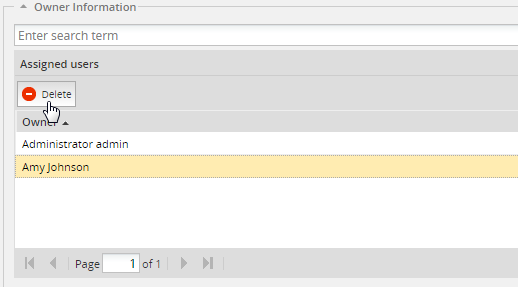 Owner Information
Enter search term
Assigned users
Delete
Owner
Administrator admin
Amy Johnson
Page 1 of 1